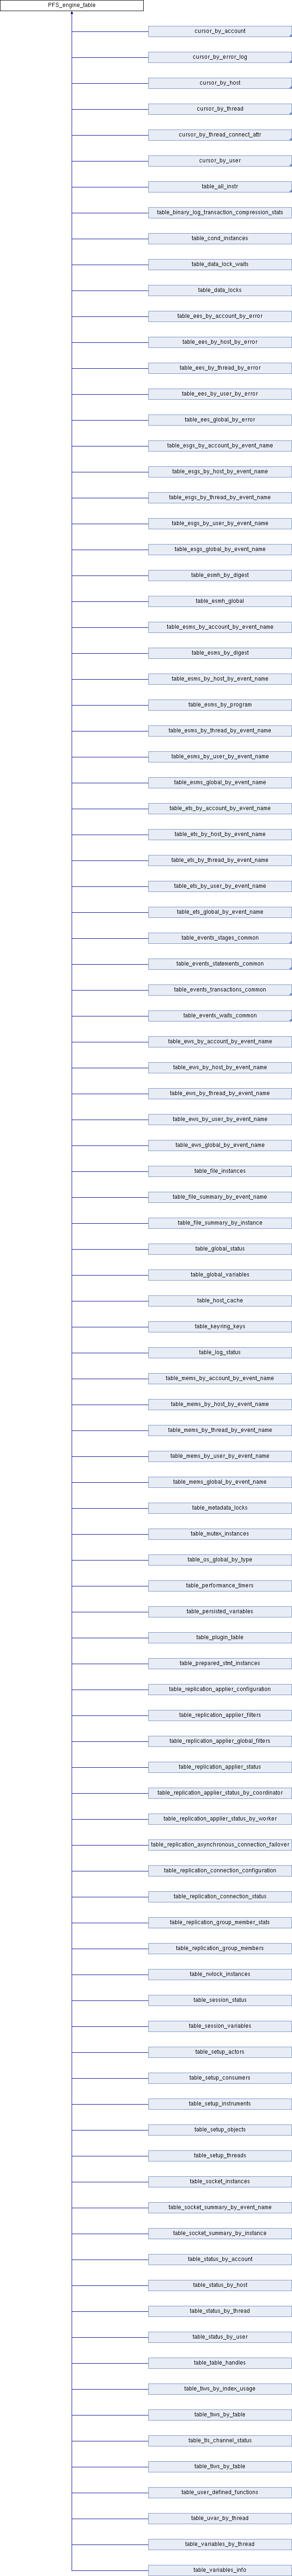 PFS_engine_table
cursor_by_account
cursor_by_error_log
cursor_by_host
cursor_by_thread
cursor_by_thread_connect_attr
cursor_by_user
table_all_instr
table_binary_log_transaction_compression_stats
table_cond_instances
table_data_lock_waits
table_data_locks
table_ees_by_account_by_error
table_ees_by_host_by_error
table_ees_by_thread_by_error
table_ees_by_user_by_error
table_ees_global_by_error
table_esgs_by_account_by_event_name
table_esgs_by_host_by_event_name
table_esgs_by_thread_by_event_name
table_esgs_by_user_by_event_name
table_esgs_global_by_event_name
table_esmh_by_digest
table_esmh_global
table_esms_by_account_by_event_name
table_esms_by_digest
table_esms_by_host_by_event_name
table_esms_by_program
table_esms_by_thread_by_event_name
table_esms_by_user_by_event_name
table_esms_global_by_event_name
table_ets_by_account_by_event_name
table_ets_by_host_by_event_name
table_ets_by_thread_by_event_name
table_ets_by_user_by_event_name
table_ets_global_by_event_name
table_events_stages_common
table_events_statements_common
table_events_transactions_common
table_events_waits_common
table_ews_by_account_by_event_name
table_ews_by_host_by_event_name
table_ews_by_thread_by_event_name
table_ews_by_user_by_event_name
table_ews_global_by_event_name
table_file_instances
table_file_summary_by_event_name
table_file_summary_by_instance
table_global_status
table_global_variables
table_host_cache
table_keyring_keys
table_log_status
table_mems_by_account_by_event_name
table_mems_by_host_by_event_name
table_mems_by_thread_by_event_name
table_mems_by_user_by_event_name
table_mems_global_by_event_name
table_metadata_locks
table_mutex_instances
table_os_global_by_type
table_performance_timers
table_persisted_variables
table_plugin_table
table_prepared_stmt_instances
table_replication_applier_configuration
table_replication_applier_filters
table_replication_applier_global_filters
table_replication_applier_status
table_replication_applier_status_by_coordinator
table_replication_applier_status_by_worker
table_replication_asynchronous_connection_failover
table_replication_connection_configuration
table_replication_connection_status
table_replication_group_member_stats
table_replication_group_members
table_rwlock_instances
table_session_status
table_session_variables
table_setup_actors
table_setup_consumers
table_setup_instruments
table_setup_objects
table_setup_threads
table_socket_instances
table_socket_summary_by_event_name
table_socket_summary_by_instance
table_status_by_account
table_status_by_host
table_status_by_thread
table_status_by_user
table_table_handles
table_tiws_by_index_usage
table_tiws_by_table
table_tls_channel_status
table_tlws_by_table
table_user_defined_functions
table_uvar_by_thread
table_variables_by_thread
table_variables_info